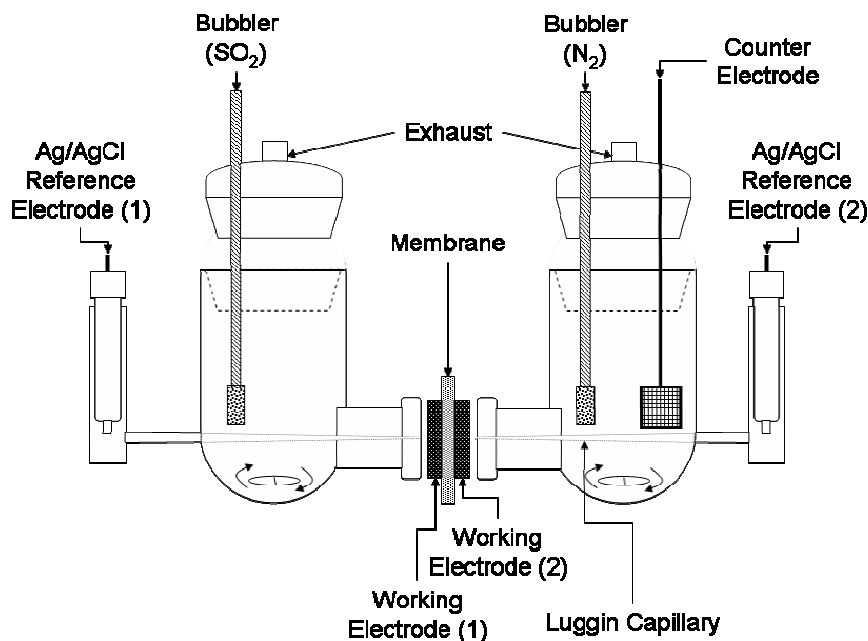 Bubbler
(SO₂)
Bubbler
(N₂)
Counter
Electrode
Exhaust
Ag/AgCl
Reference
Electrode (1)
Ag/AgCl
Reference
Electrode (2)
Membrane
Working
Electrode (2)
Working
Electrode (1)
Luggin Capillary